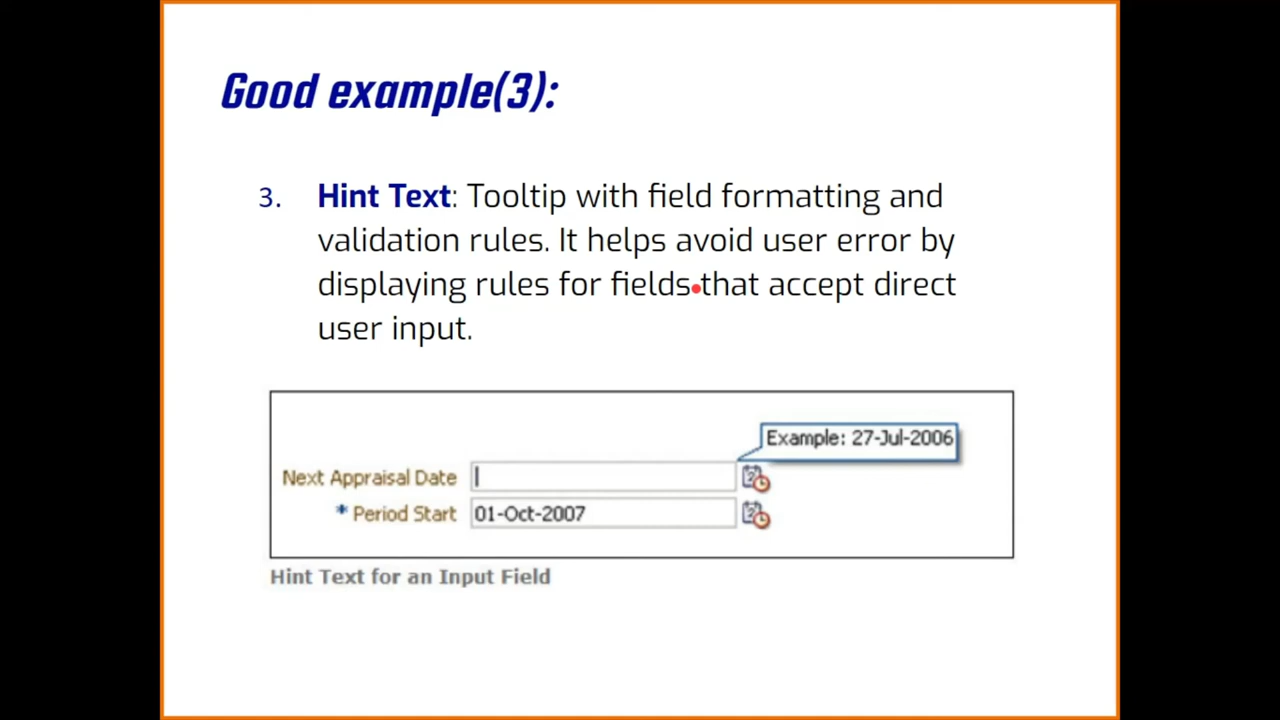 Good example(3):
3. Hint Text: Tooltip with field formatting and
validation rules. It helps avoid user error by
displaying rules for fields that accept direct
user input.
Example: 27-Jul-2006
Next Appraisal Date
* Period Start 01-Oct-2007
Hint Text for an Input Field